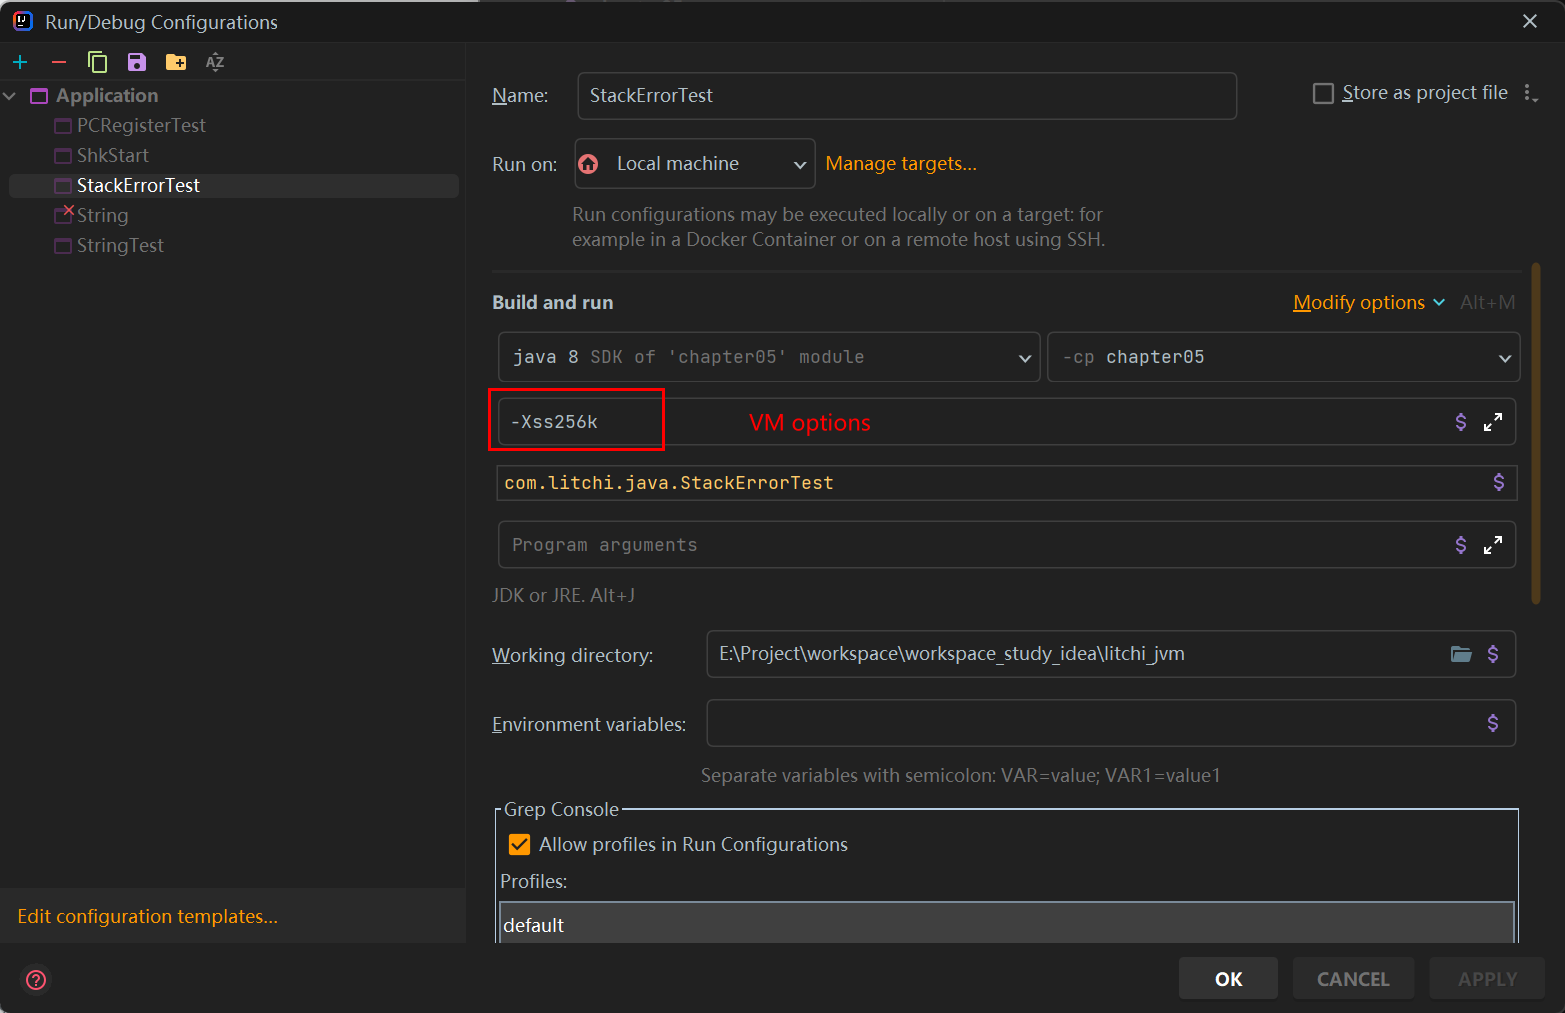 Run/Debug Configurations
Application
PCRegisterTest
ShkStart
StackErrorTest
String
StringTest
Edit configuration templates...
Name: StackErrorTest
Store as project file
Run on: Local machine Manage targets...
Run configurations may be executed locally or on a target: for
example in a Docker Container or on a remote host using SSH.
Build and run
Modify options Alt+M
java 8 SDK of 'chapter05' module
-cp chapter05
-Xss256k
VM options
com.litchi.java.StackErrorTest
Program arguments
JDK or JRE. Alt+J
Working directory: E:\Project\workspace\workspace_study_idea\litchi_jvm
Environment variables:
Separate variables with semicolon: VAR=value; VAR1=value1
Grep Console
Allow profiles in Run Configurations
Profiles:
default
OK CANCEL APPLY